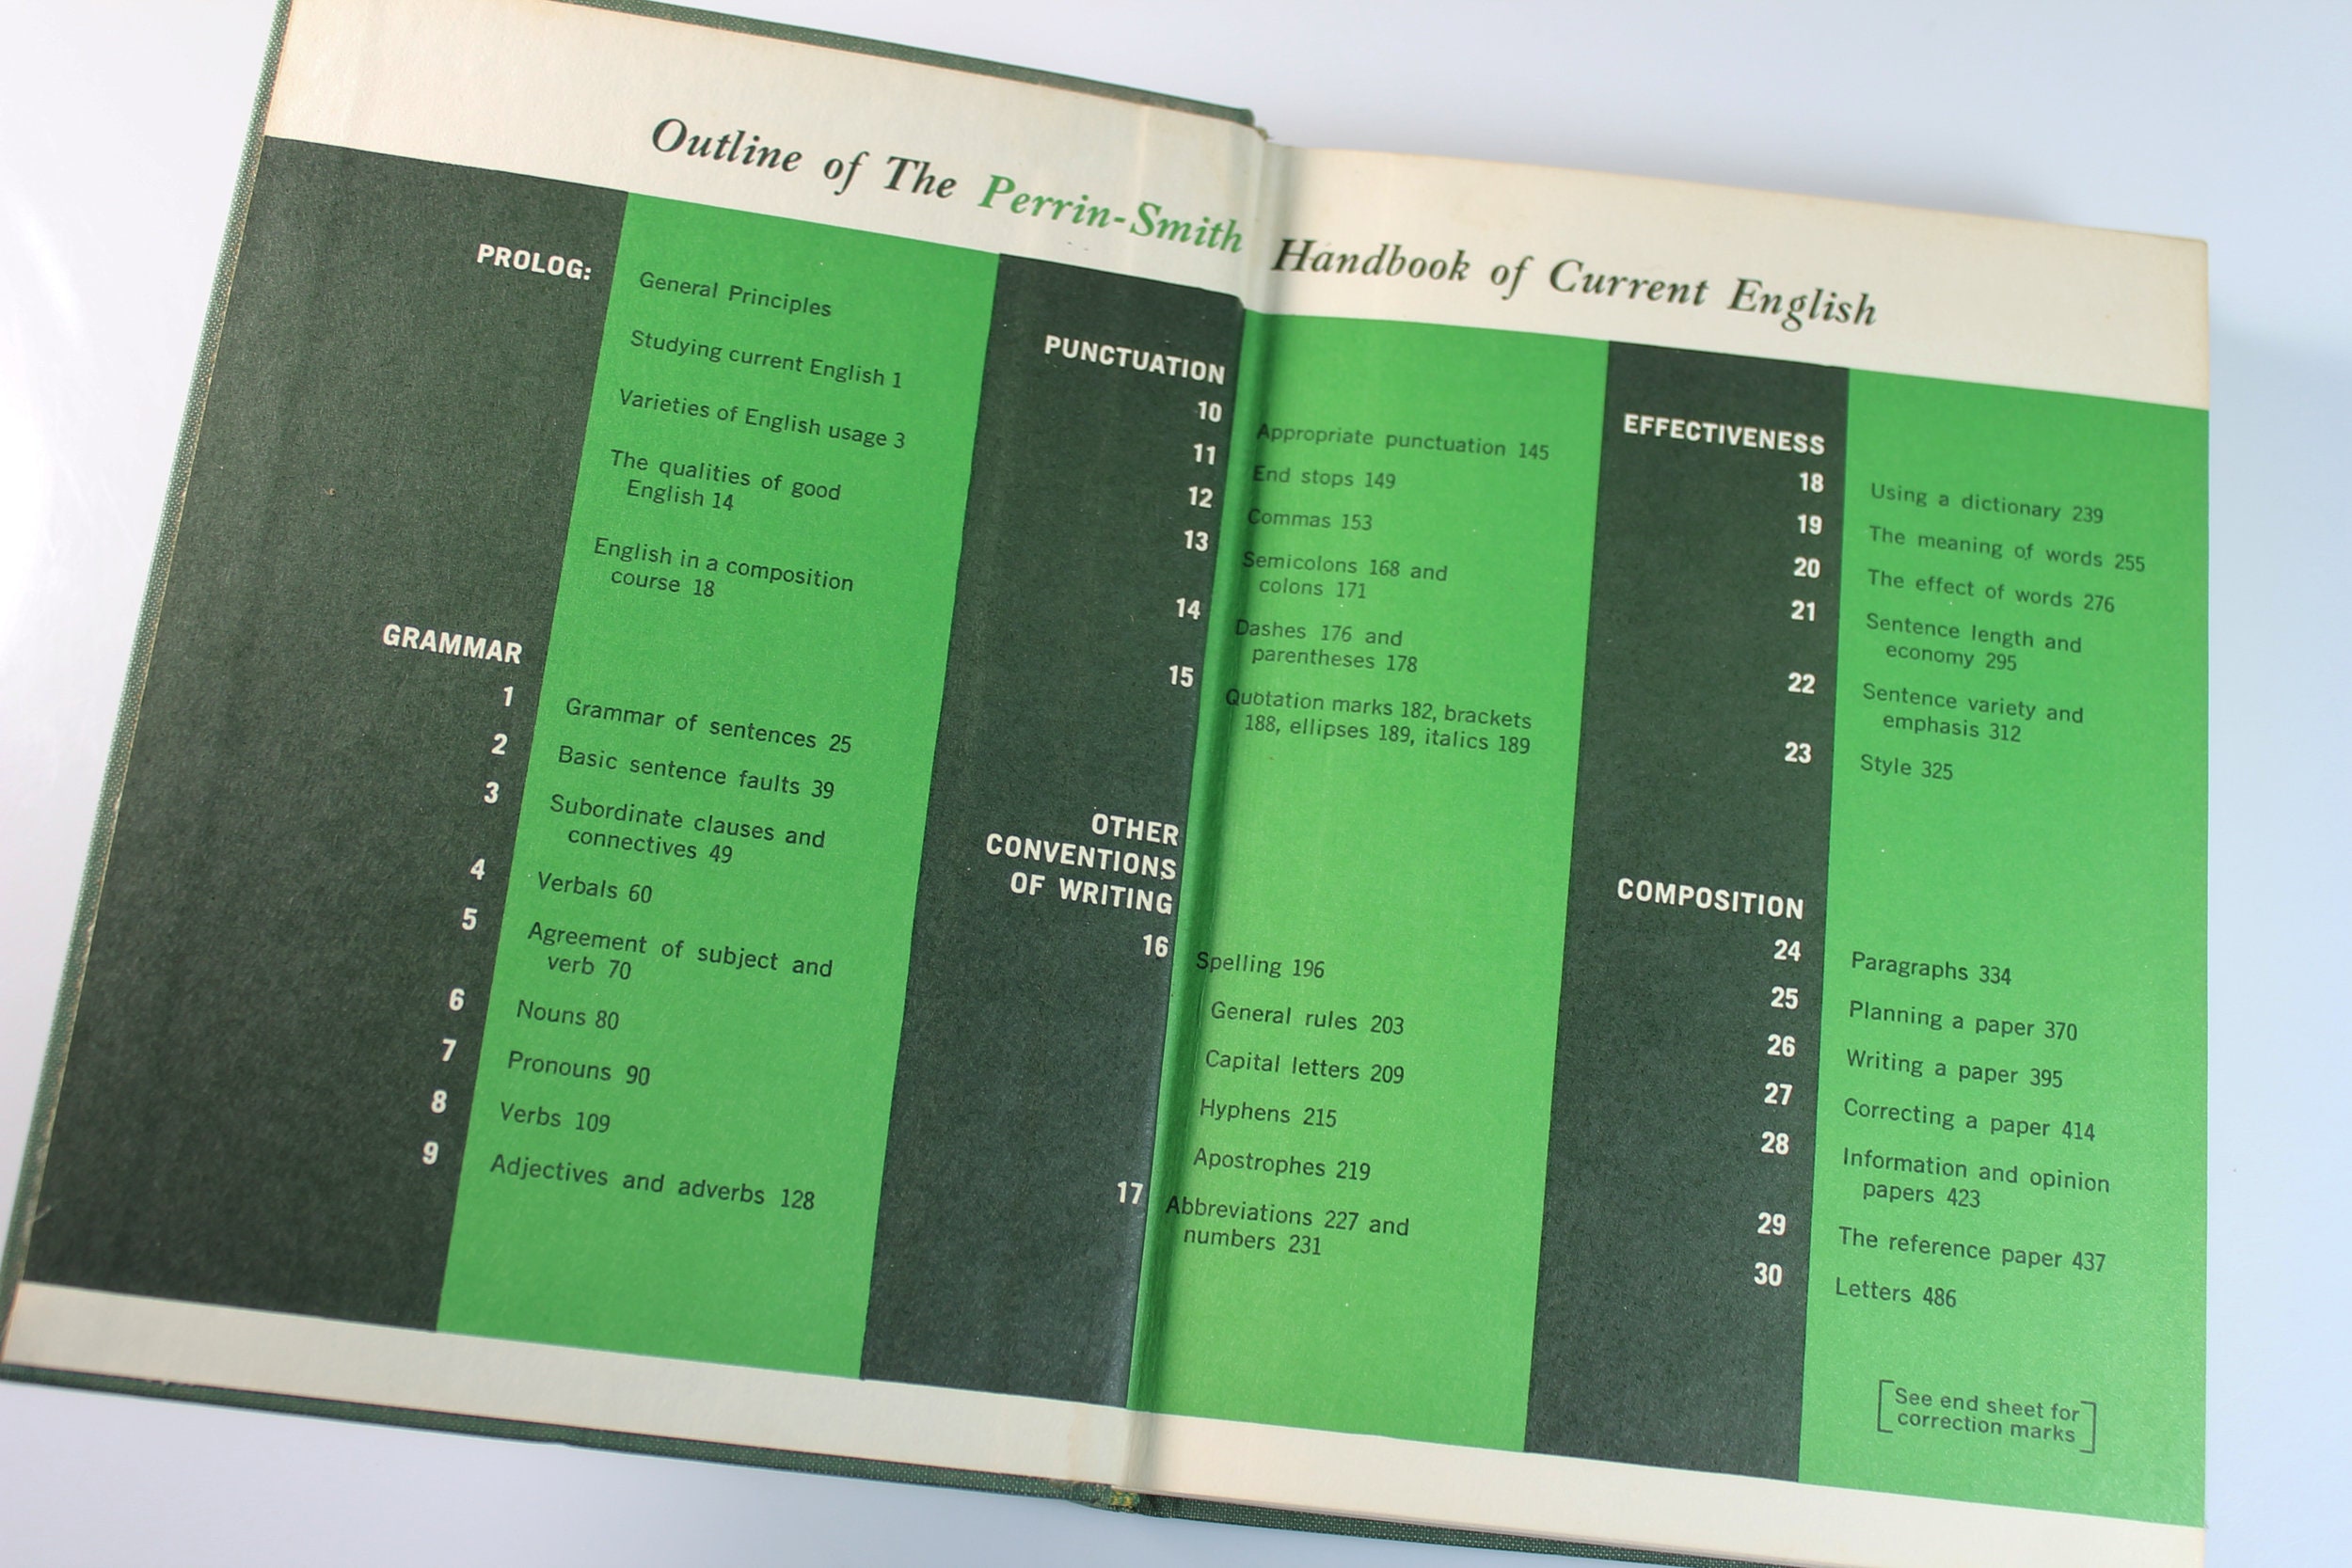 Outline of The Perrin-Smith Handbook of Current English
PROLOG:
General Principles
Studying current English 1
Varieties of English usage 3
The qualities of good
English 14
English in a composition
course 18
GRAMMAR
1
Grammar of sentences 25
2
Basic sentence faults 39
3
Subordinate clauses and
connectives 49
4
Verbals 60
5
Agreement of subject and
verb 70
6
Nouns 80
7
Pronouns 90
8
Verbs 109
9
Adjectives and adverbs 128
PUNCTUATION
10
Appropriate punctuation 145
11
End stops 149
12
Commas 153
13
Semicolons 168 and
colons 171
14
Dashes 176 and
parentheses 178
15
Quotation marks 182, brackets
188, ellipses 189, italics 189
OTHER
CONVENTIONS
OF WRITING
16
Spelling 196
General rules 203
Capital letters 209
Hyphens 215
Apostrophes 219
17
Abbreviations 227 and
numbers 231
EFFECTIVENESS
18
Using a dictionary 239
19
The meaning of words 255
20
The effect of words 276
21
Sentence length and
economy 295
22
Sentence variety and
emphasis 312
23
Style 325
COMPOSITION
24
Paragraphs 334
25
Planning a paper 370
26
Writing a paper 395
27
Correcting a paper 414
28
Information and opinion
papers 423
29
The reference paper 437
30
Letters 486
[See end sheet for
correction marks]